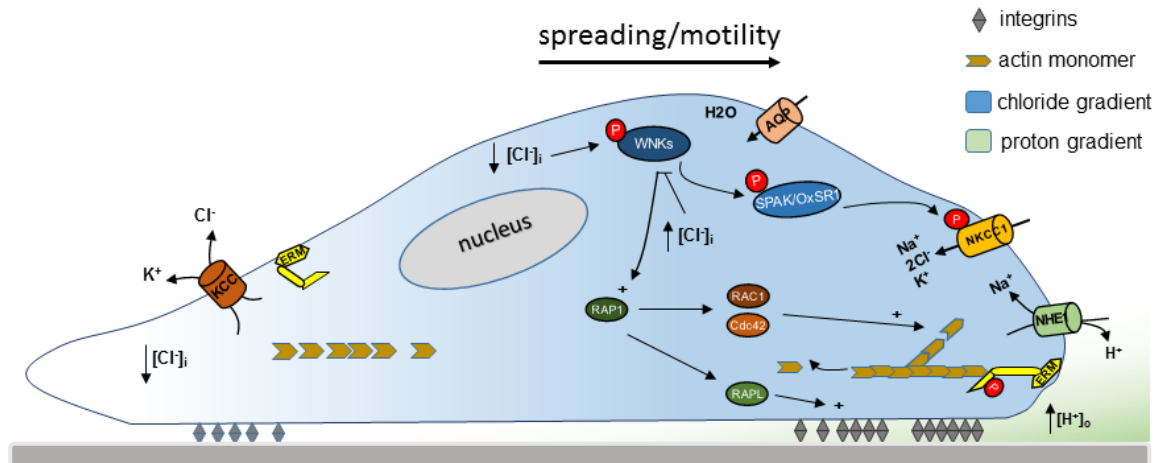 spreading/motility
integrins
actin monomer
chloride gradient
proton gradient
H2O
AQP
P
WNKs
[Cl-]i
P
SPAK/OxSR1
nucleus
[Cl-]i
P
NKCC1
Na+
2Cl-
K+
Cl-
K+
KCC
ERM
Na+
NHE1
H+
+
RAP1
RAC1
Cdc42
+
[Cl-]i
RAPL
+
P
ERM
[H+]o